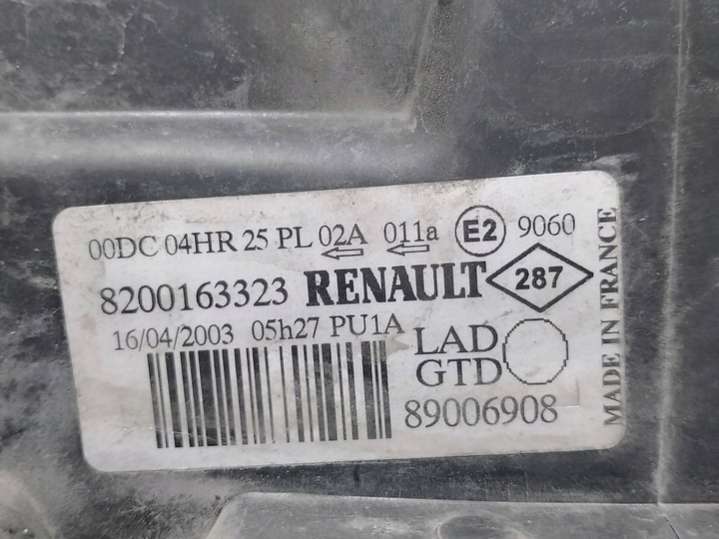 00DC 04HR 25 PL 02A 011a E2 9060
8200163323 RENAULT 287
16/04/2003 05h27 PU1A LAD
GTD
89006908
MADE IN FRANCE